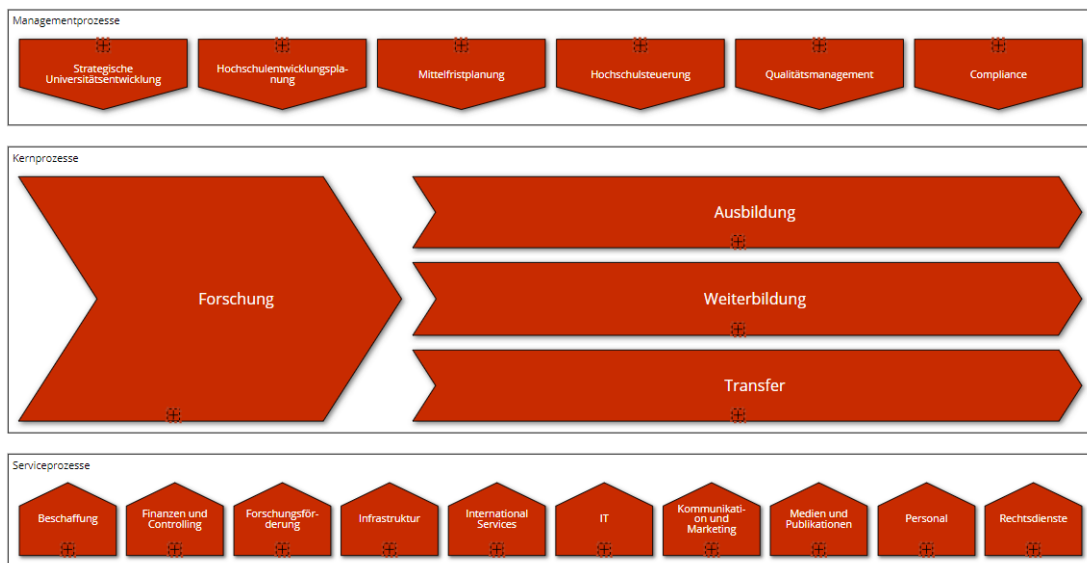 Managementprozesse
Strategische
Universitätsentwicklung
Hochschulentwicklungspla-
nung
Mittelfristplanung
Hochschulsteuerung
Qualitätsmanagement
Compliance
Kernprozesse
Forschung
Ausbildung
Weiterbildung
Transfer
Serviceprozesse
Beschaffung
Finanzen und
Controlling
Forschungsför-
derung
Infrastruktur
International
Services
IT
Kommunikati-
on und
Marketing
Medien und
Publikationen
Personal
Rechtsdienste